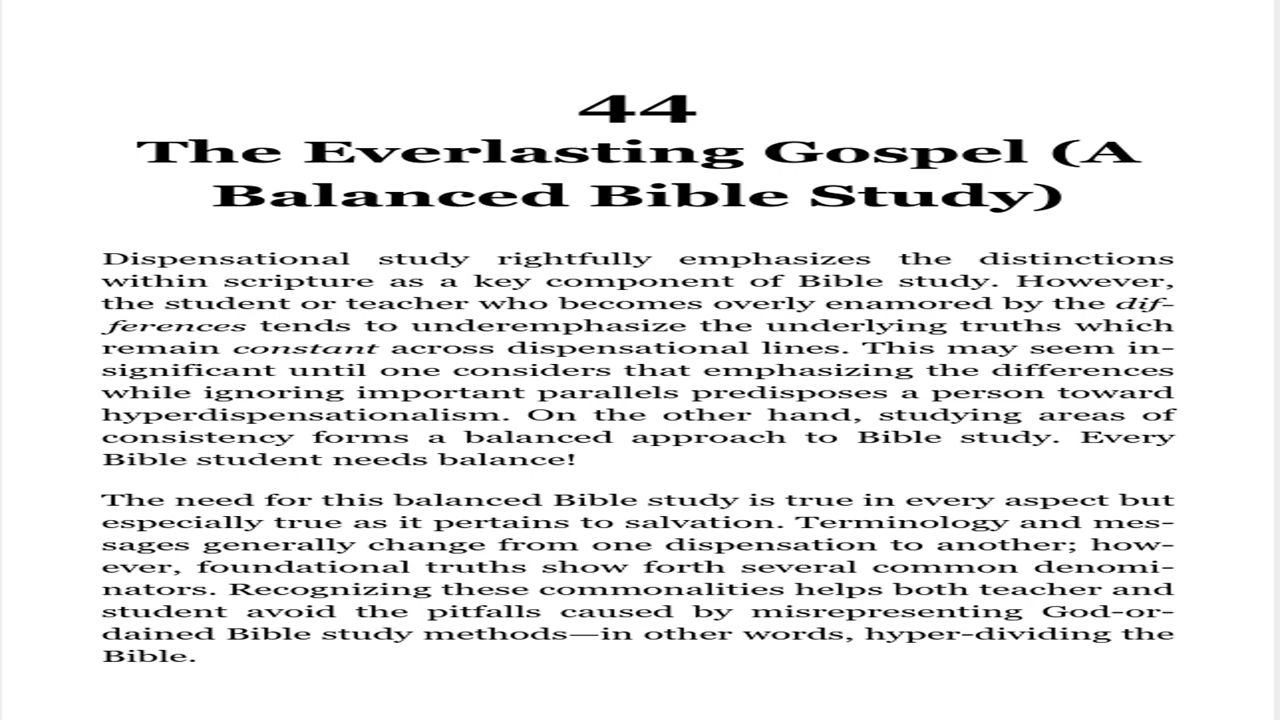 44
The Everlasting Gospel (A
Balanced Bible Study)
Dispensational study rightfully emphasizes the distinctions
within scripture as a key component of Bible study. However,
the student or teacher who becomes overly enamored by the dif-
ferences tends to underemphasize the underlying truths which
remain constant across dispensational lines. This may seem in-
significant until one considers that emphasizing the differences
while ignoring important parallels predisposes a person toward
hyperdispensationalism. On the other hand, studying areas of
consistency forms a balanced approach to Bible study. Every
Bible student needs balance!
The need for this balanced Bible study is true in every aspect but
especially true as it pertains to salvation. Terminology and mes-
sages generally change from one dispensation to another; how-
ever, foundational truths show forth several common denomi-
nators. Recognizing these commonalities helps both teacher and
student avoid the pitfalls caused by misrepresenting God-or-
dained Bible study methods—in other words, hyper-dividing the
Bible.